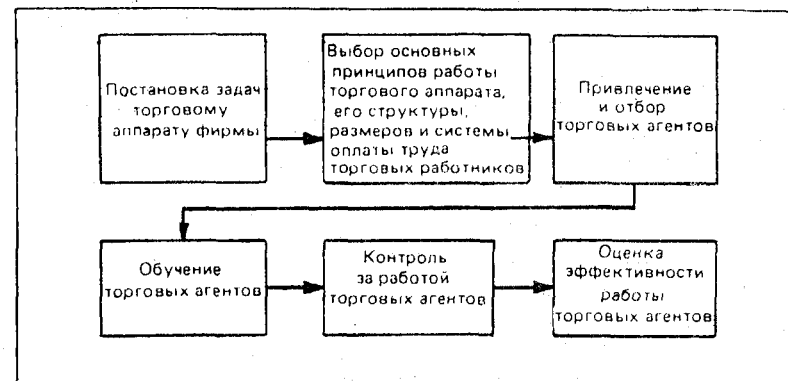 Постановка задач
торговому
аппарату фирмы
Выбор основных
принципов работы
торгового аппарата,
его структуры,
размеров и системы
оплаты труда
торговых работников
Привлечение
и отбор
торговых агентов
Обучение
торговых агентов
Контроль
за работой
торговых агентов
Оценка
эффективности
работы
торговых агентов